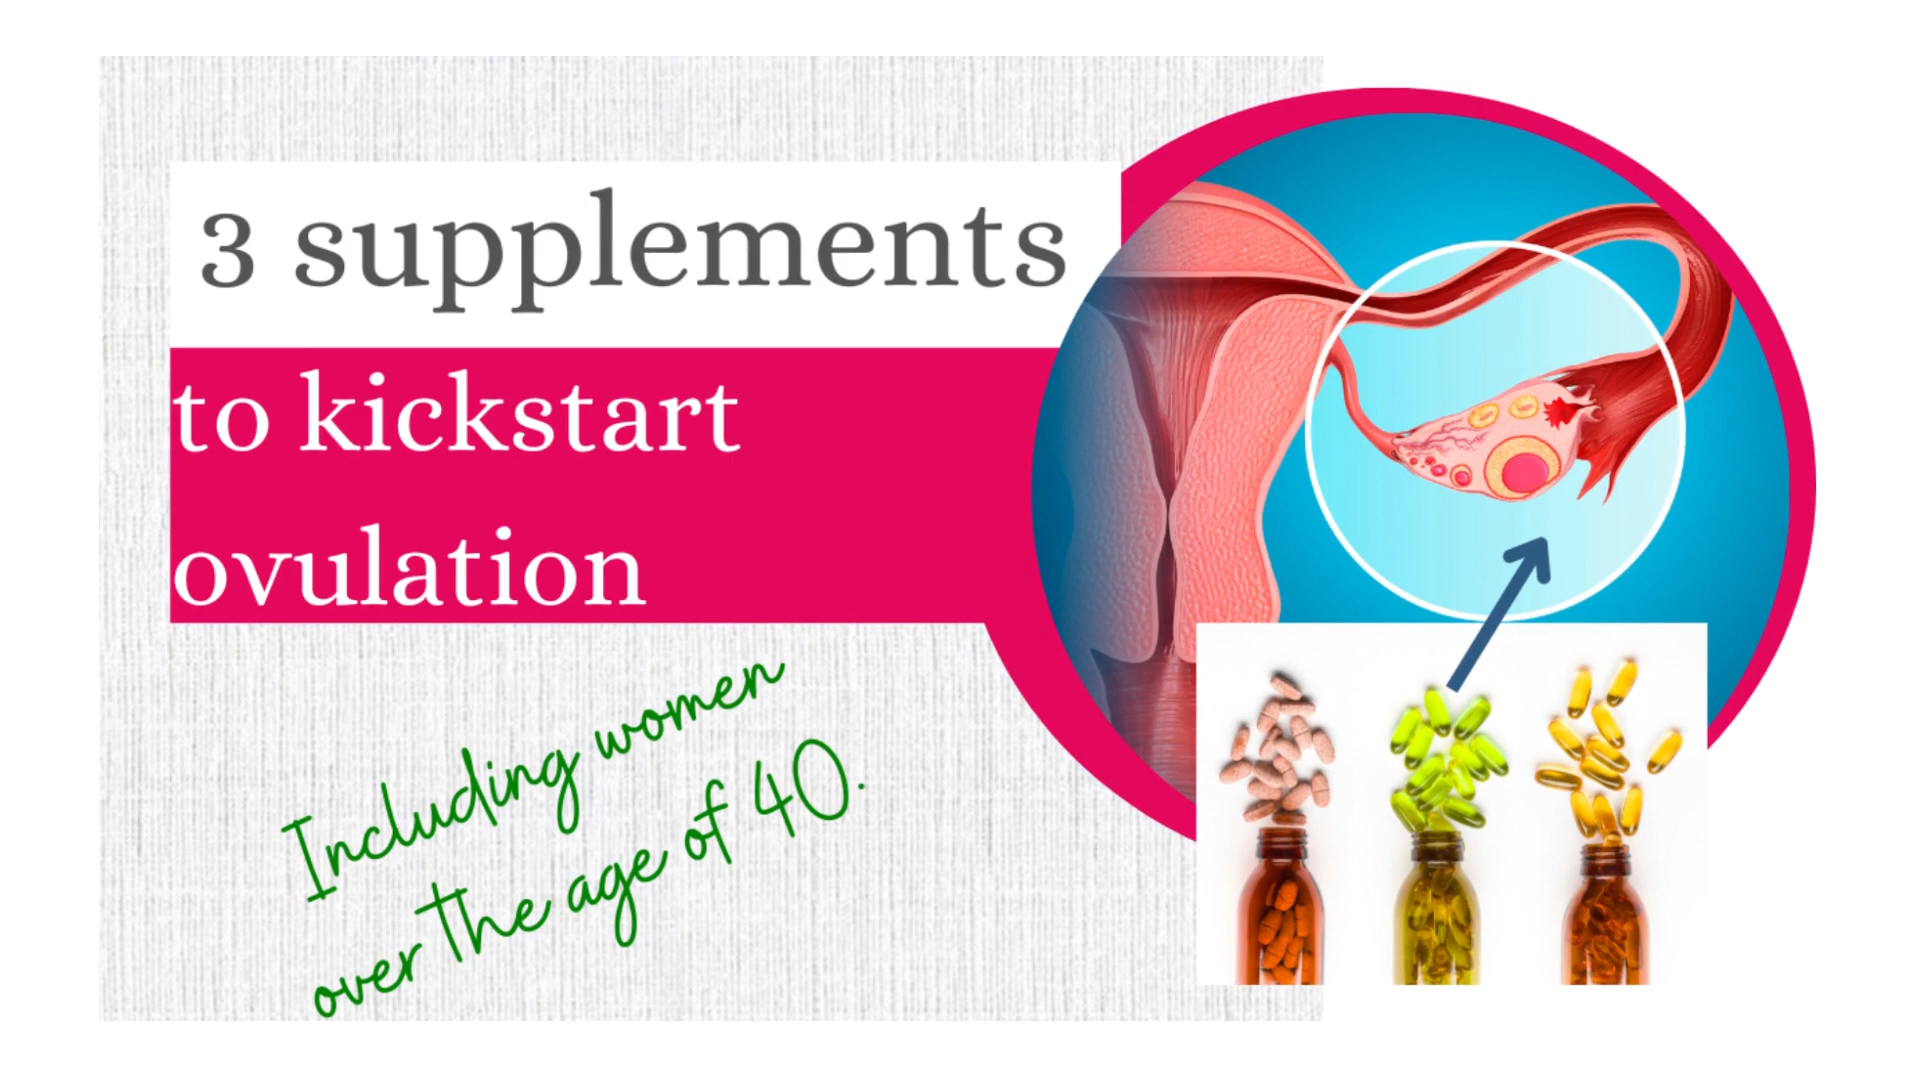 3 supplements
to kickstart
ovulation
Including women
over the age of 40.